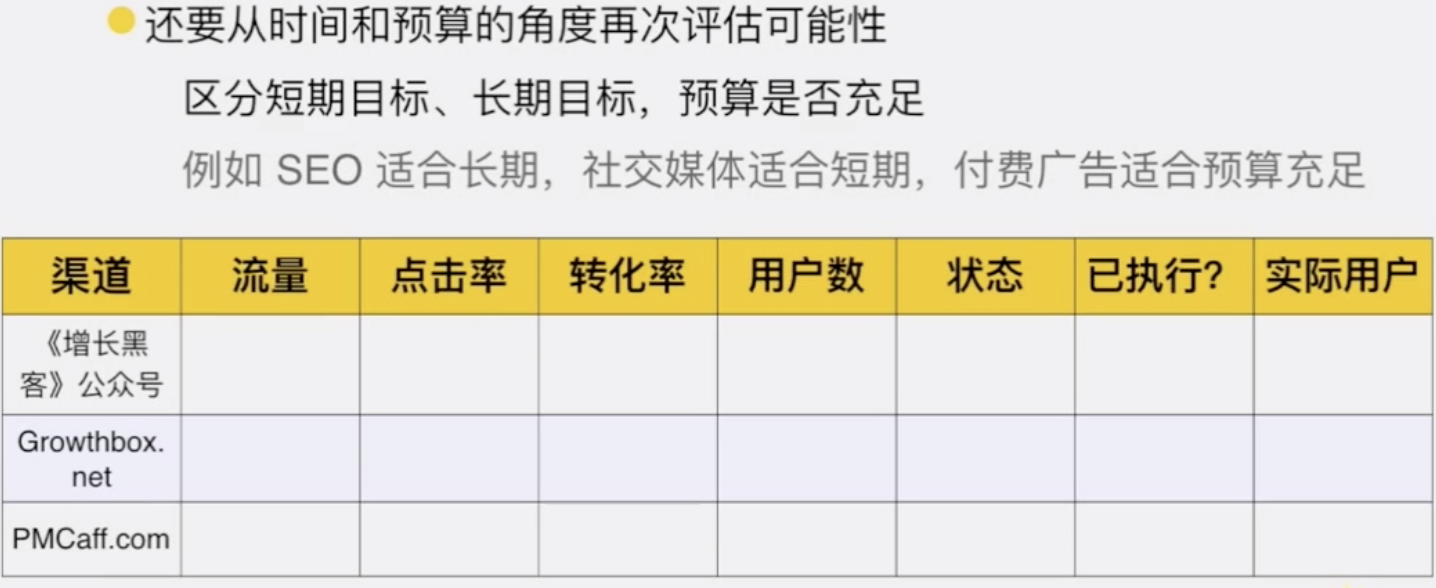 还要从时间和预算的角度再次评估可能性
区分短期目标、长期目标，预算是否充足
例如 SEO 适合长期，社交媒体适合短期，付费广告适合预算充足
渠道 流量 点击率 转化率 用户数 状态 已执行? 实际用户
《增长黑
客》公众号
Growthbox.
net
PMCaff.com